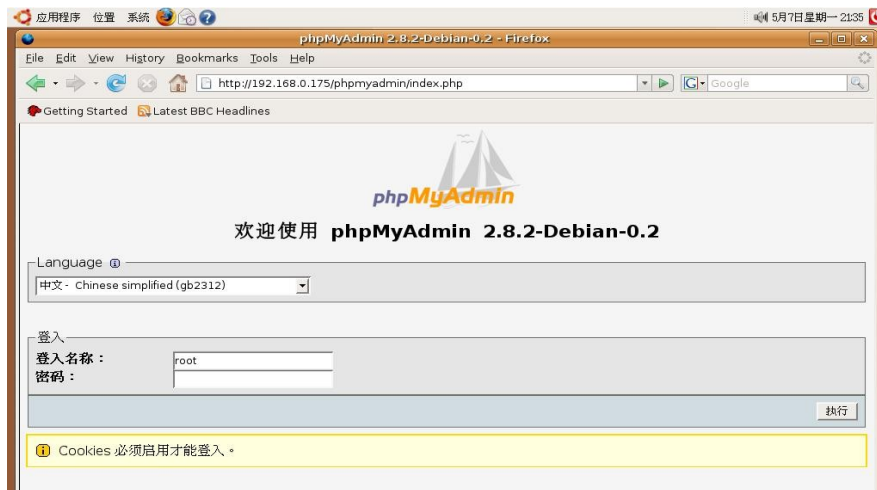 应用程序 位置 系统
5月7日星期一 21:35
phpMyAdmin 2.8.2-Debian-0.2 - Firefox
File Edit View History Bookmarks Tools Help
http://192.168.0.175/phpmyadmin/index.php
G Google
Getting Started Latest BBC Headlines
phpMyAdmin
欢迎使用 phpMyAdmin 2.8.2-Debian-0.2
Language
中文 - Chinese simplified (gb2312)
登入
登入名称：
root
密码：
执行
Cookies 必须启用才能登入。